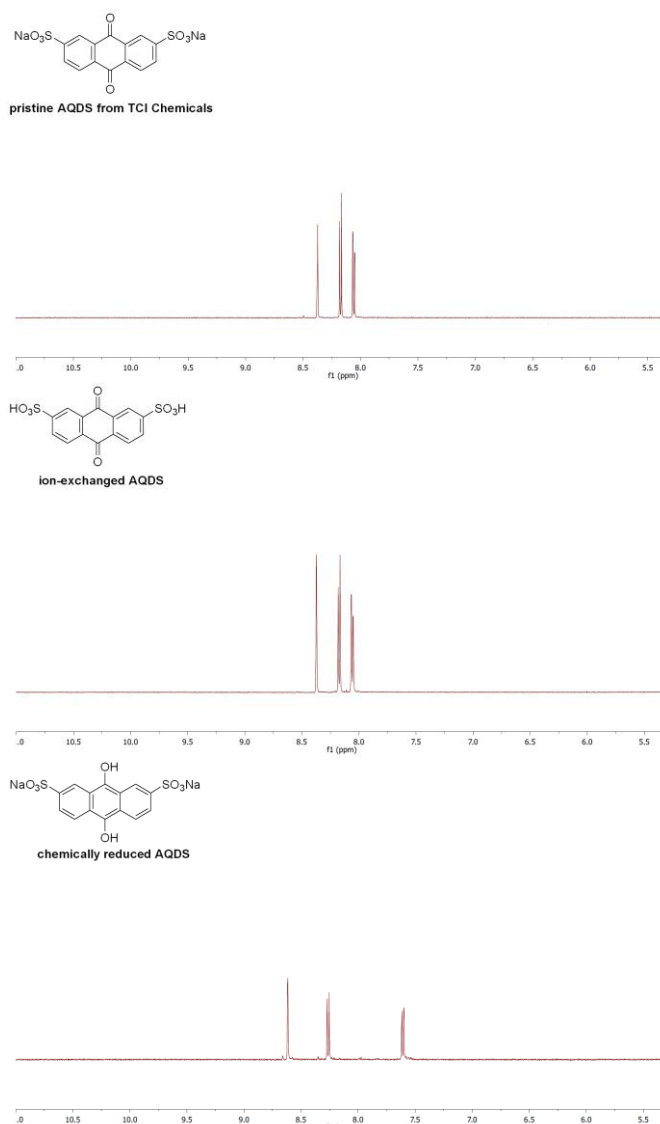 O
NaO₃S SO₃Na
O
pristine AQDS from TCI Chemicals
.0 10.5 10.0 9.5 9.0 8.5 8.0 7.5 7.0 6.5 6.0 5.5
f1 (ppm)
O
HO₃S SO₃H
O
ion-exchanged AQDS
.0 10.5 10.0 9.5 9.0 8.5 8.0 7.5 7.0 6.5 6.0 5.5
f1 (ppm)
OH
NaO₃S SO₃Na
OH
chemically reduced AQDS
.0 10.5 10.0 9.5 9.0 8.5 8.0 7.5 7.0 6.5 6.0 5.5